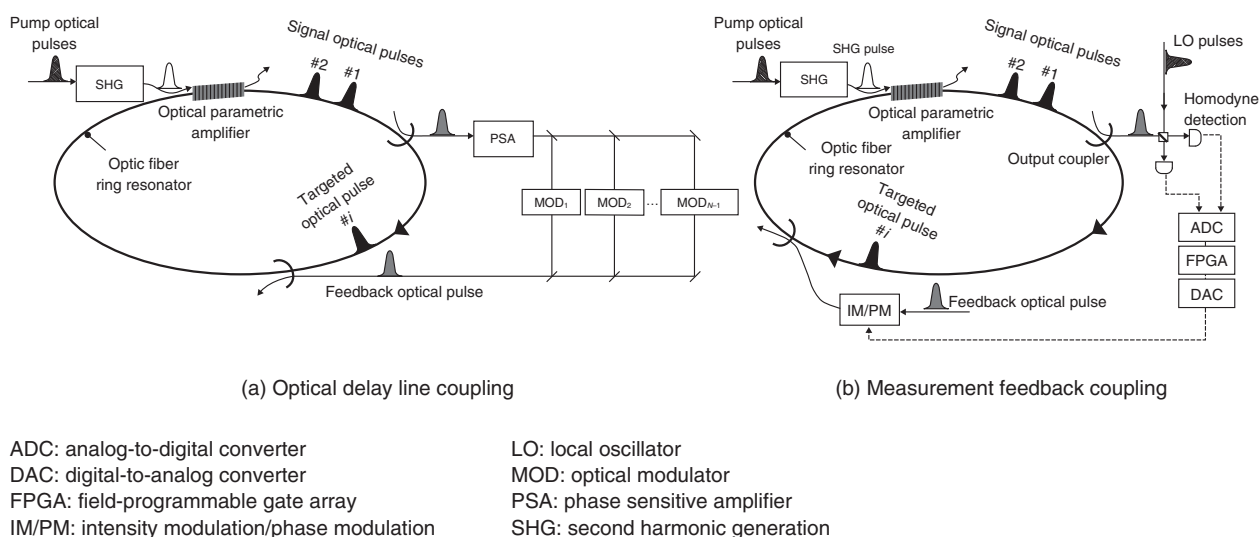 Pump optical
pulses
SHG
Signal optical pulses
#2
#1
Optical parametric
amplifier
PSA
Optic fiber
ring resonator
Targeted
optical pulse
#i
MOD1
MOD2
...
MODN-1
Feedback optical pulse
(a) Optical delay line coupling
Pump optical
pulses
SHG pulse
SHG
Signal optical pulses
#2
#1
LO pulses
Homodyne
detection
Optical parametric
amplifier
Output coupler
Optic fiber
ring resonator
Targeted
optical pulse
#i
ADC
FPGA
DAC
IM/PM
Feedback optical pulse
(b) Measurement feedback coupling
ADC: analog-to-digital converter
DAC: digital-to-analog converter
FPGA: field-programmable gate array
IM/PM: intensity modulation/phase modulation
LO: local oscillator
MOD: optical modulator
PSA: phase sensitive amplifier
SHG: second harmonic generation